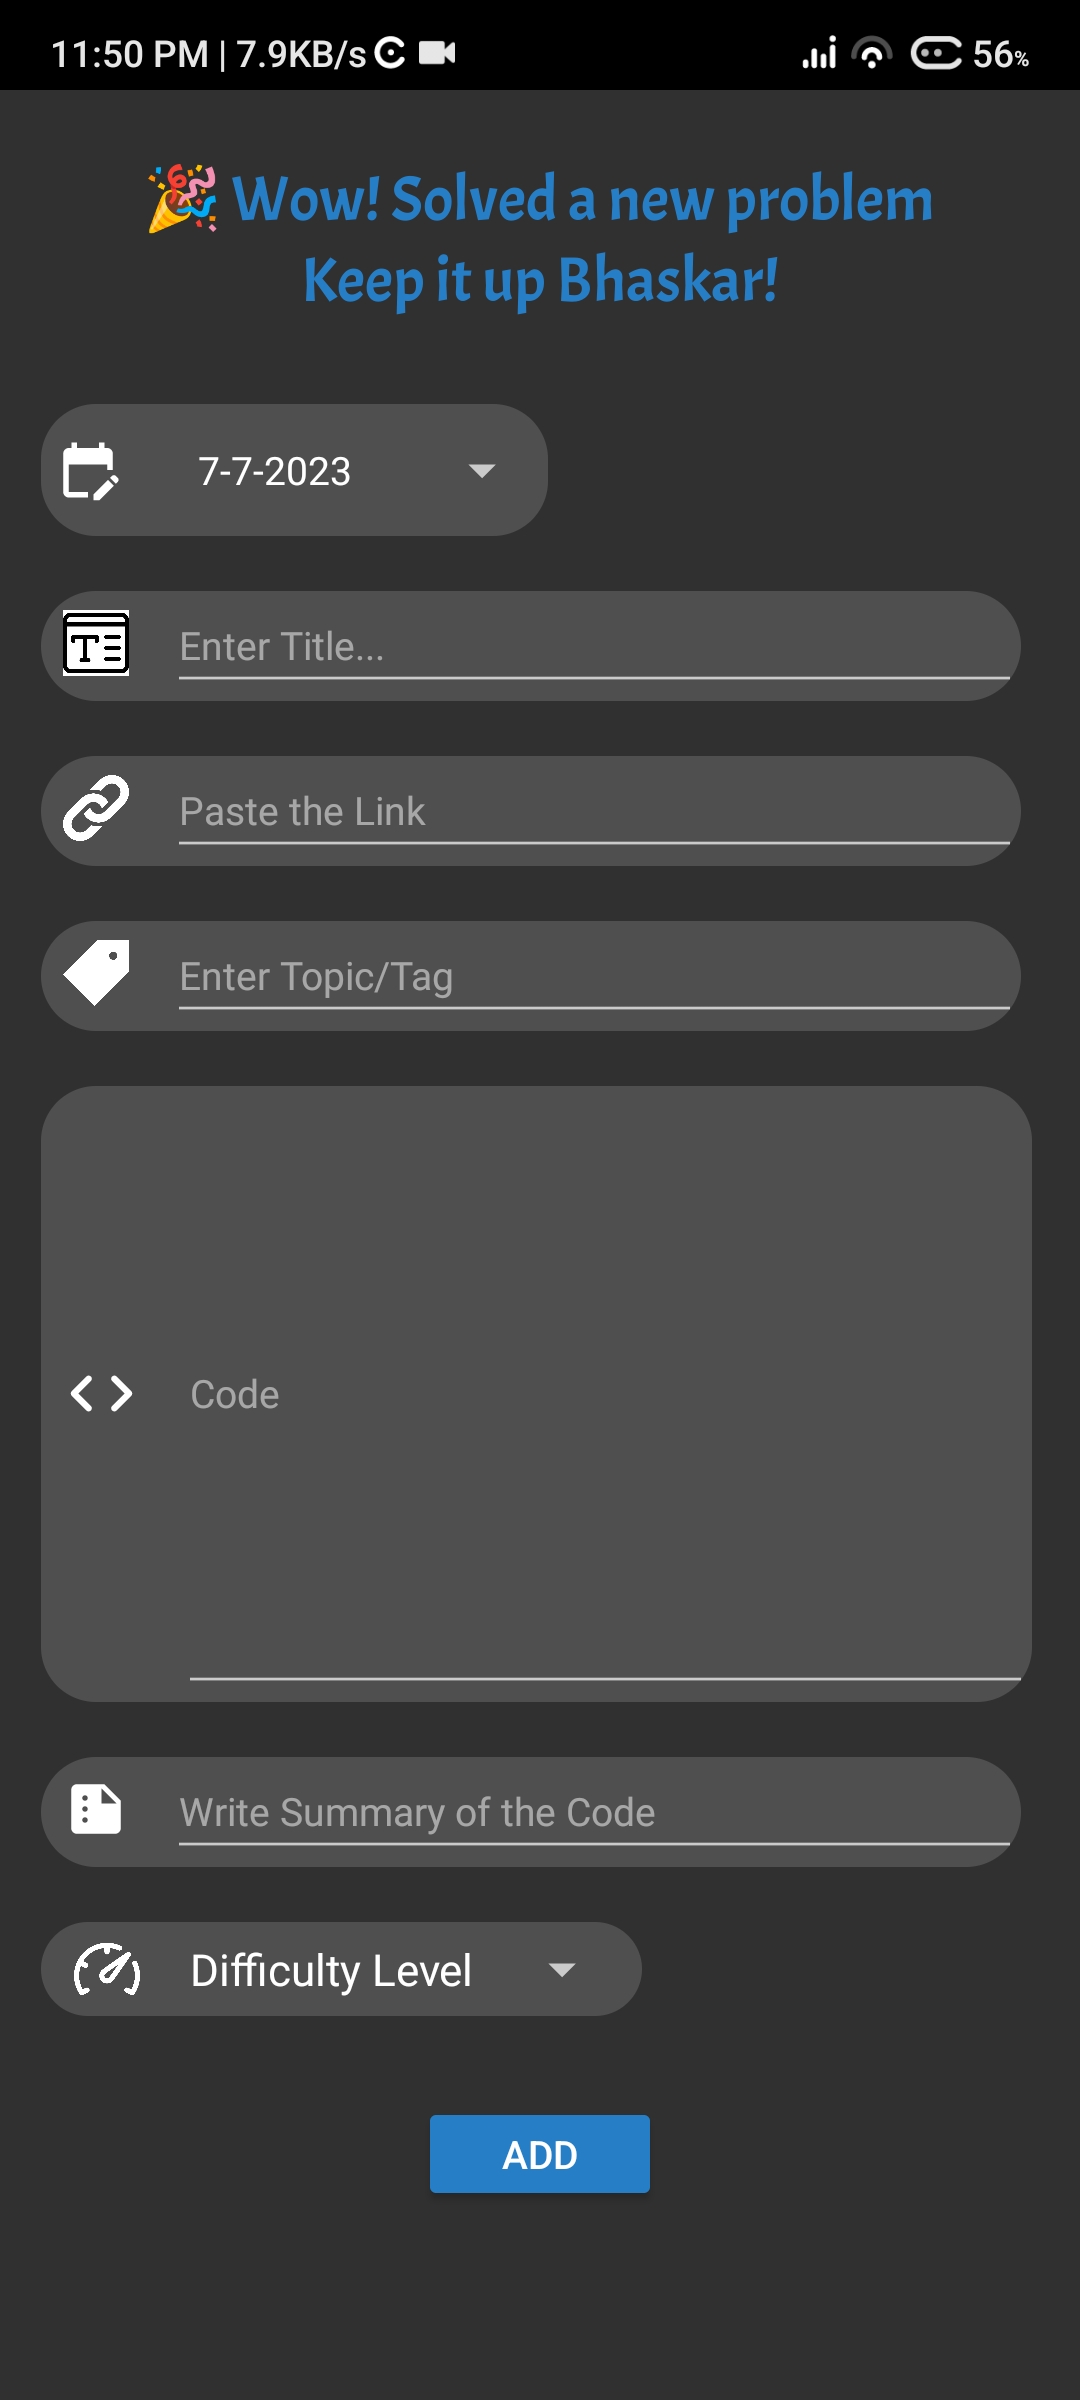 11:50 PM | 7.9KB/s 56%
🎉 Wow! Solved a new problem
Keep it up Bhaskar!
7-7-2023
Enter Title...
Paste the Link
Enter Topic/Tag
Code
Write Summary of the Code
Difficulty Level
ADD